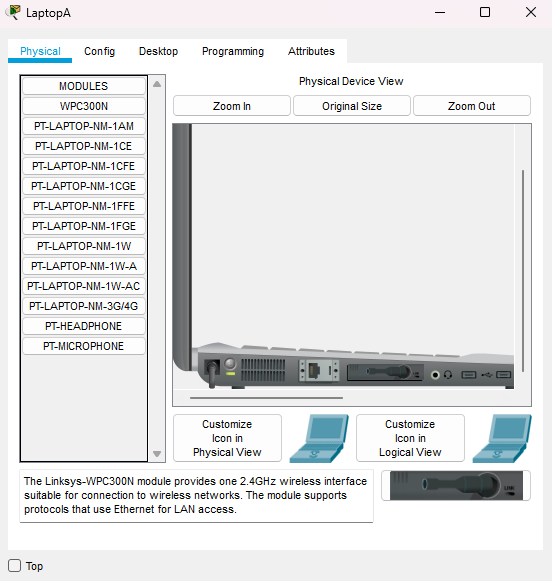 LaptopA
Physical Config Desktop Programming Attributes
MODULES
WPC300N
PT-LAPTOP-NM-1AM
PT-LAPTOP-NM-1CE
PT-LAPTOP-NM-1CFE
PT-LAPTOP-NM-1CGE
PT-LAPTOP-NM-1FFE
PT-LAPTOP-NM-1FGE
PT-LAPTOP-NM-1W
PT-LAPTOP-NM-1W-A
PT-LAPTOP-NM-1W-AC
PT-LAPTOP-NM-3G/4G
PT-HEADPHONE
PT-MICROPHONE
Physical Device View
Zoom In Original Size Zoom Out
Customize
Icon in
Physical View
Customize
Icon in
Logical View
The Linksys-WPC300N module provides one 2.4GHz wireless interface
suitable for connection to wireless networks. The module supports
protocols that use Ethernet for LAN access.
LINK
Top